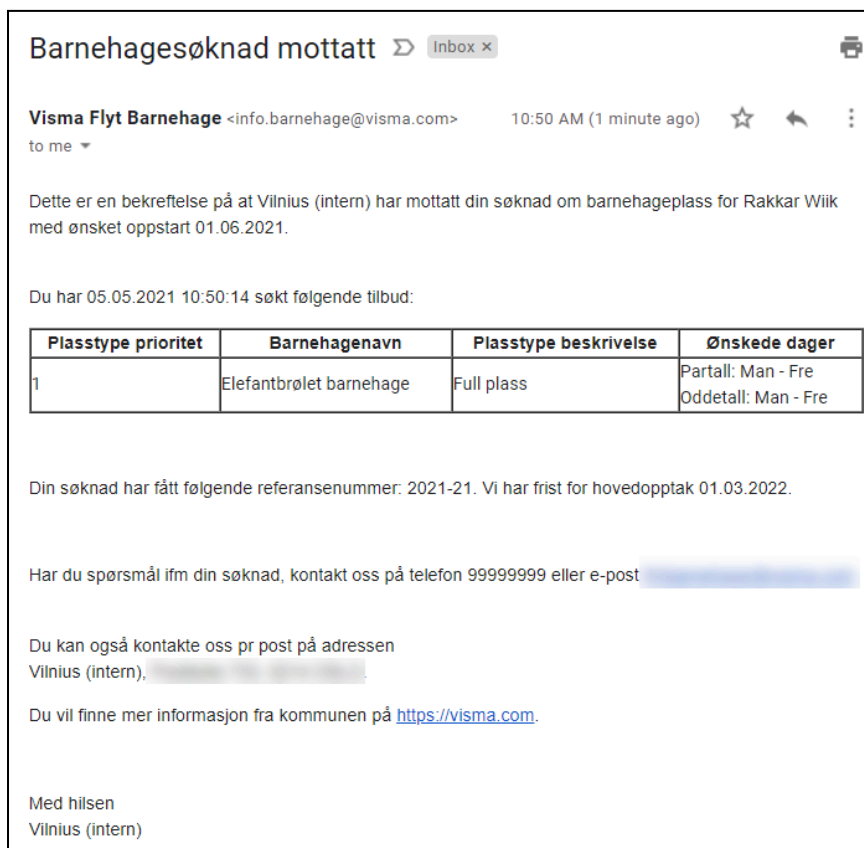 Barnehagesøknad mottatt Inbox ×
Visma Flyt Barnehage <info.barnehage@visma.com> 10:50 AM (1 minute ago)
to me
Dette er en bekreftelse på at Vilnius (intern) har mottatt din søknad om barnehageplass for Rakkar Wiik
med ønsket oppstart 01.06.2021.
Du har 05.05.2021 10:50:14 søkt følgende tilbud:
Plasstype prioritet Barnehagenavn Plasstype beskrivelse Ønskede dager
1 Elefantbrølet barnehage Full plass Partall: Man - Fre
Oddetall: Man - Fre
Din søknad har fått følgende referansenummer: 2021-21. Vi har frist for hovedopptak 01.03.2022.
Har du spørsmål ifm din søknad, kontakt oss på telefon 99999999 eller e-post
Du kan også kontakte oss pr post på adressen
Vilnius (intern),
Du vil finne mer informasjon fra kommunen på https://visma.com.
Med hilsen
Vilnius (intern)